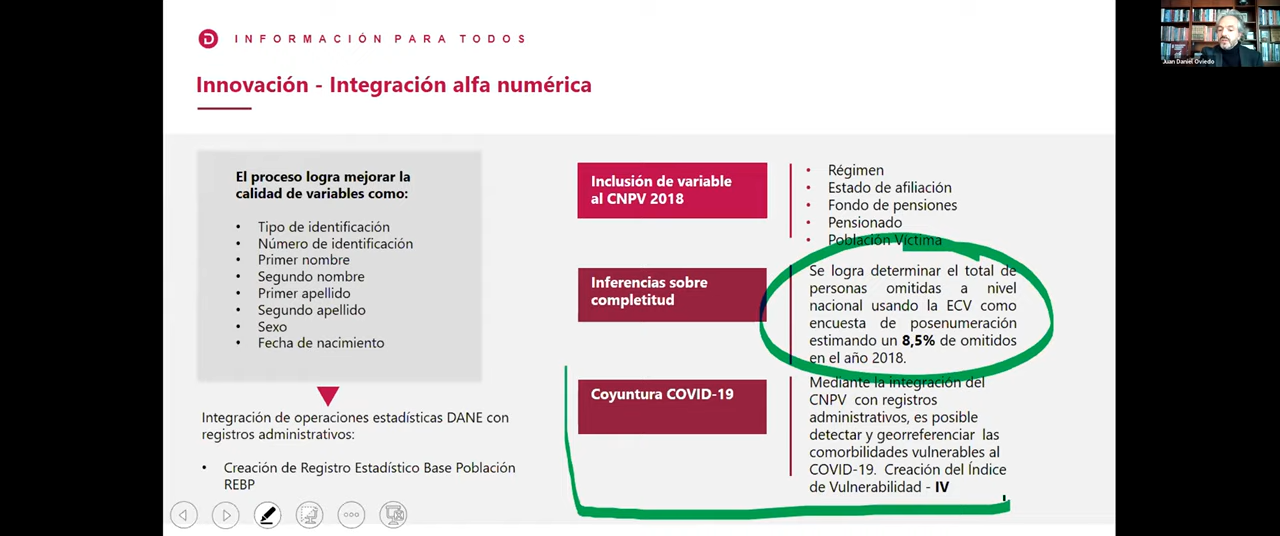 INFORMACIÓN PARA TODOS
Juan Daniel Oviedo
Innovación - Integración alfa numérica
El proceso logra mejorar la
calidad de variables como:
• Tipo de identificación
• Número de identificación
• Primer nombre
• Segundo nombre
• Primer apellido
• Segundo apellido
• Sexo
• Fecha de nacimiento
Integración de operaciones estadísticas DANE con
registros administrativos:
• Creación de Registro Estadístico Base Población
REBP
Inclusión de variable
al CNPV 2018
• Régimen
• Estado de afiliación
• Fondo de pensiones
• Pensionado
• Población Víctima
Inferencias sobre
completitud
Se logra determinar el total de
personas omitidas a nivel
nacional usando la ECV como
encuesta de posenumeración
estimando un 8,5% de omitidos
en el año 2018.
Coyuntura COVID-19
Mediante la integración del
CNPV con registros
administrativos, es posible
detectar y georreferenciar las
comorbilidades vulnerables al
COVID-19. Creación del Índice
de Vulnerabilidad - IV